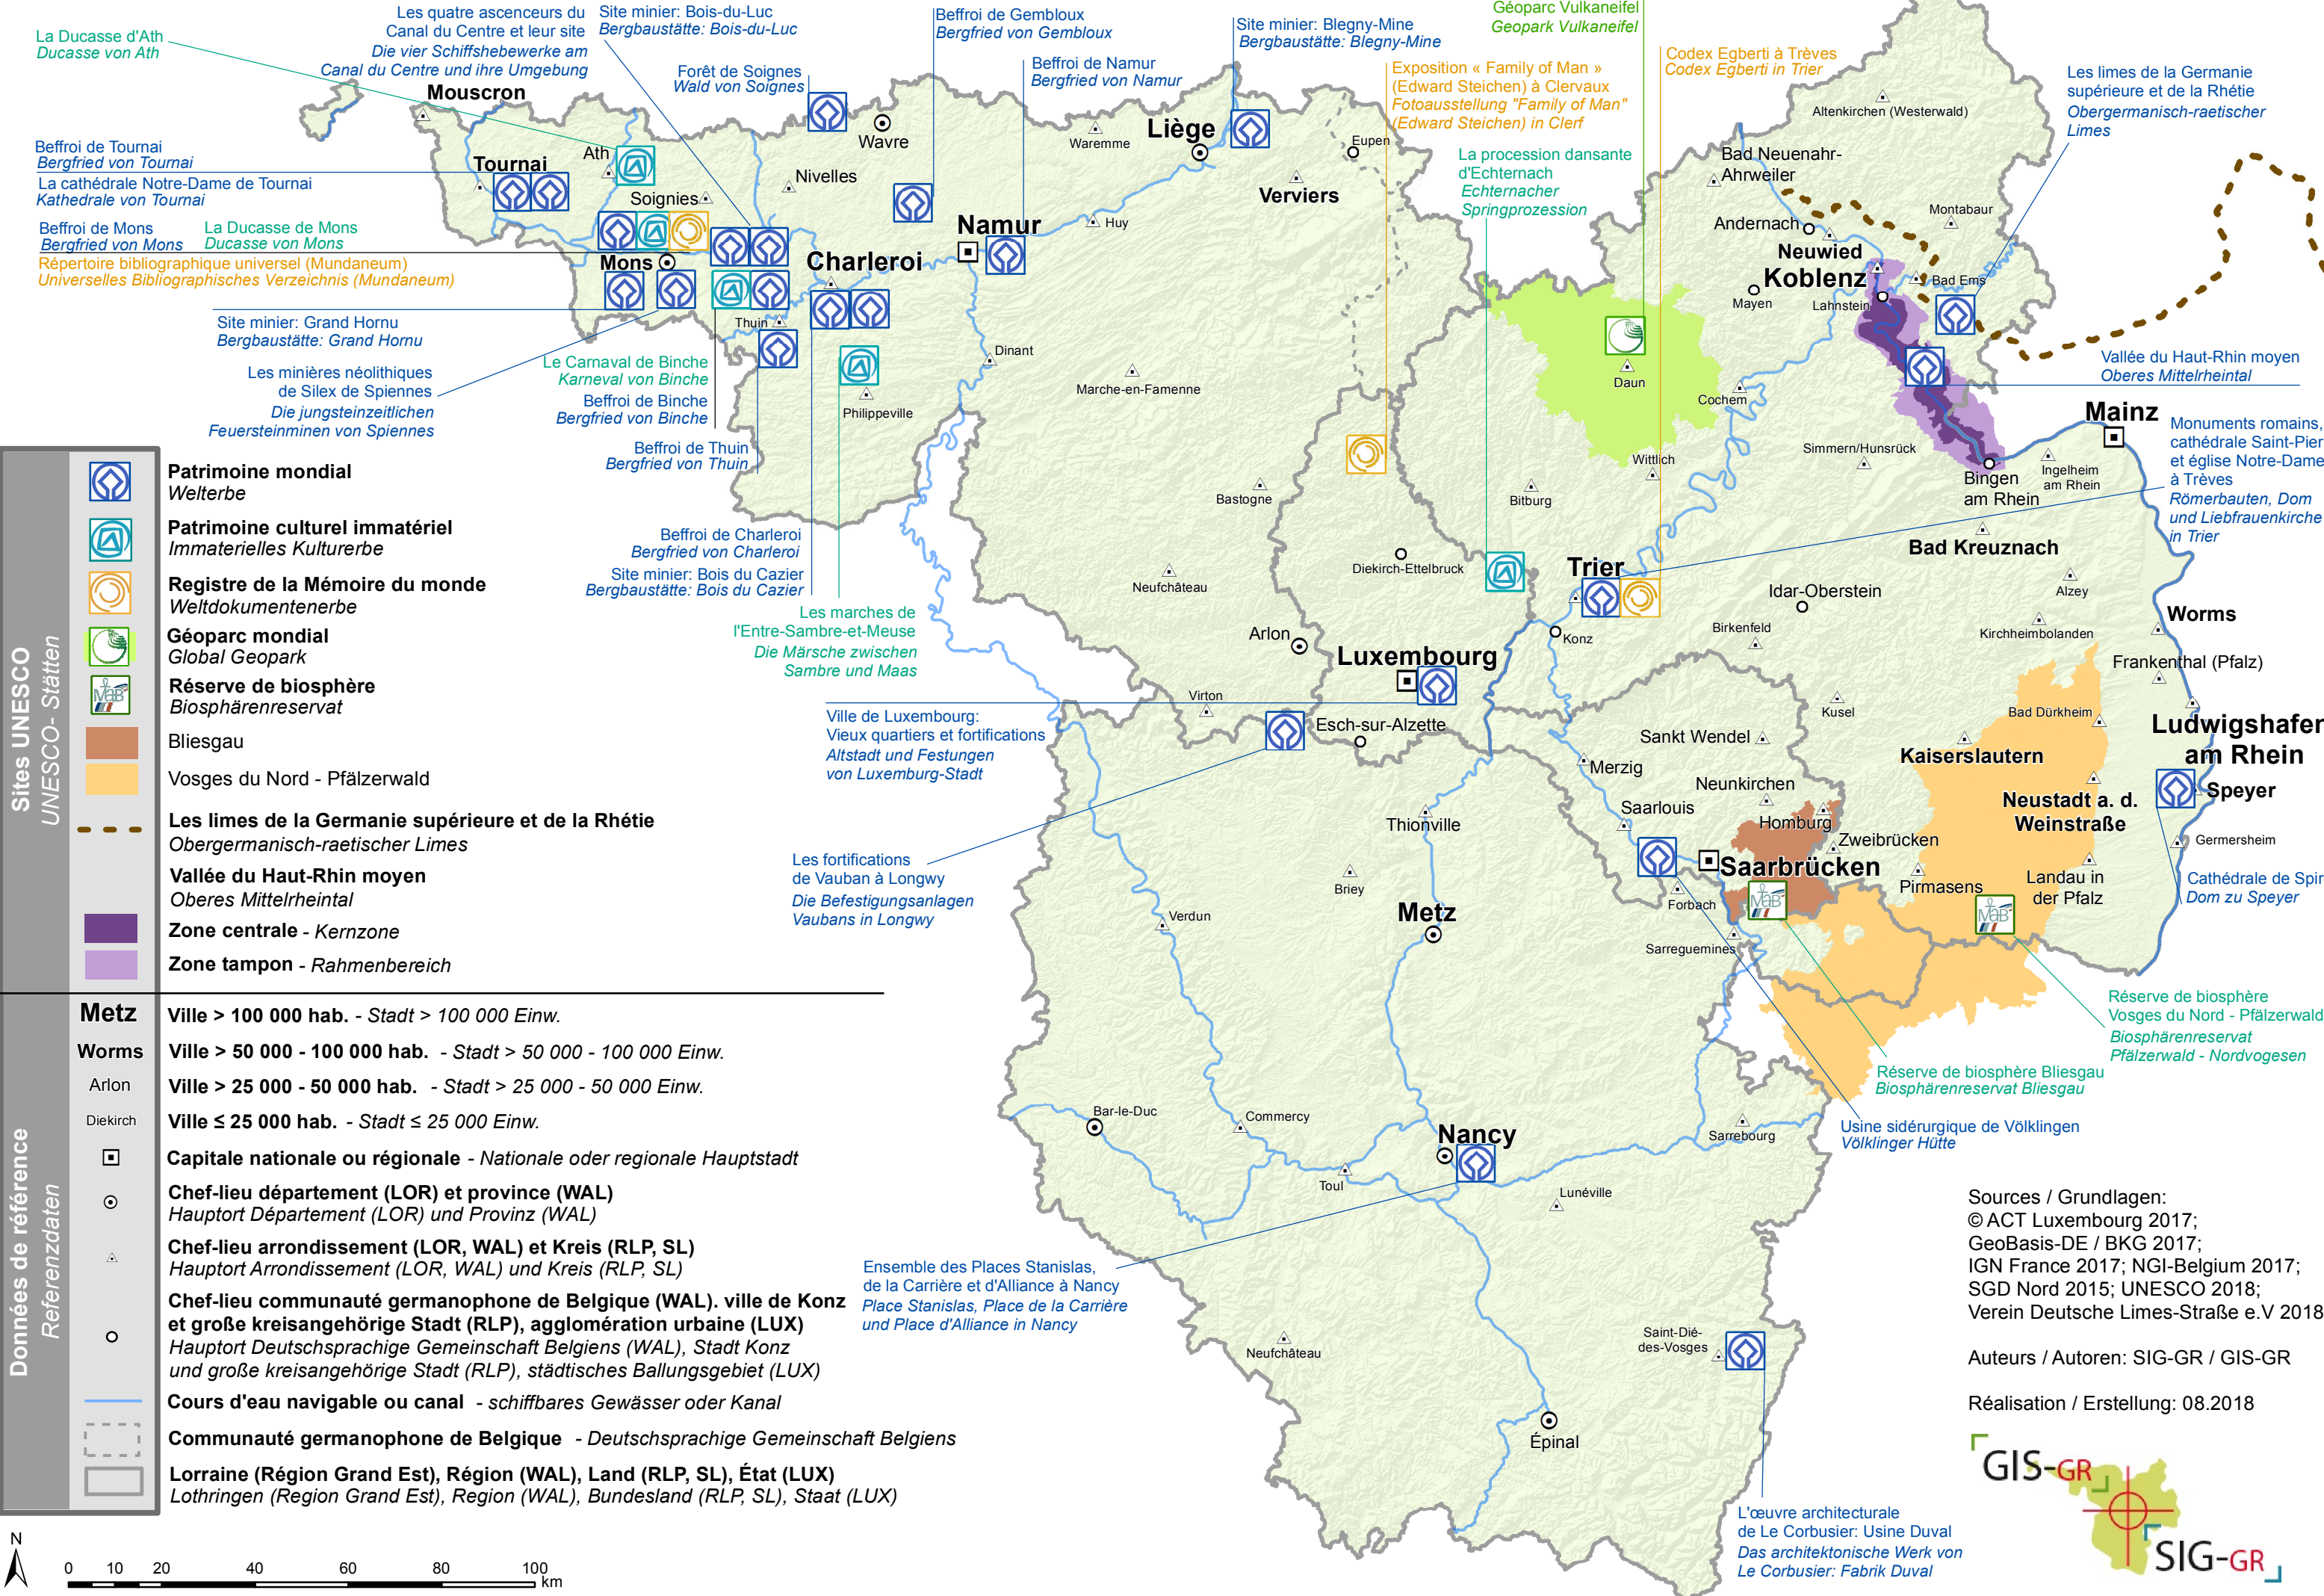 La Ducasse d'Ath
Ducasse von Ath
Les quatre ascenceurs du
Canal du Centre et leur site
Die vier Schiffshebewerke am
Canal du Centre und ihre Umgebung
Site minier: Bois-du-Luc
Bergbaustätte: Bois-du-Luc
Forêt de Soignes
Wald von Soignes
Beffroi de Gembloux
Bergfried von Gembloux
Beffroi de Namur
Bergfried von Namur
Site minier: Blegny-Mine
Bergbaustätte: Blegny-Mine
Géoparc Vulkaneifel
Geopark Vulkaneifel
Exposition « Family of Man »
(Edward Steichen) à Clervaux
Fotoausstellung "Family of Man"
(Edward Steichen) in Clerf
Codex Egberti à Trèves
Codex Egberti in Trier
La procession dansante
d'Echternach
Echternacher
Springprozession
Les limes de la Germanie
supérieure et de la Rhétie
Obergermanisch-raetischer
Limes
Beffroi de Tournai
Bergfried von Tournai
La cathédrale Notre-Dame de Tournai
Kathedrale von Tournai
Beffroi de Mons
Bergfried von Mons
La Ducasse de Mons
Ducasse von Mons
Répertoire bibliographique universel (Mundaneum)
Universelles Bibliographisches Verzeichnis (Mundaneum)
Site minier: Grand Hornu
Bergbaustätte: Grand Hornu
Les minières néolithiques
de Silex de Spiennes
Die jungsteinzeitlichen
Feuersteinminen von Spiennes
Le Carnaval de Binche
Karneval von Binche
Beffroi de Binche
Bergfried von Binche
Beffroi de Thuin
Bergfried von Thuin
Beffroi de Charleroi
Bergfried von Charleroi
Site minier: Bois du Cazier
Bergbaustätte: Bois du Cazier
Les marches de
l'Entre-Sambre-et-Meuse
Die Märsche zwischen
Sambre und Maas
Ville de Luxembourg:
Vieux quartiers et fortifications
Altstadt und Festungen
von Luxemburg-Stadt
Les fortifications
de Vauban à Longwy
Die Befestigungsanlagen
Vaubans in Longwy
Ensemble des Places Stanislas,
de la Carrière et d'Alliance à Nancy
Place Stanislas, Place de la Carrière
und Place d'Alliance in Nancy
Vallée du Haut-Rhin moyen
Oberes Mittelrheintal
Monuments romains,
cathédrale Saint-Pier
et église Notre-Dame
à Trèves
Römerbauten, Dom
und Liebfrauenkirche
in Trier
Cathédrale de Spir
Dom zu Speyer
Réserve de biosphère
Vosges du Nord - Pfälzerwald
Biosphärenreservat
Pfälzerwald - Nordvogesen
Réserve de biosphère Bliesgau
Biosphärenreservat Bliesgau
Usine sidérurgique de Völklingen
Völklinger Hütte
L'œuvre architecturale
de Le Corbusier: Usine Duval
Das architektonische Werk von
Le Corbusier: Fabrik Duval
Mouscron
Tournai
Ath
Soignies
Mons
Nivelles
Wavre
Charleroi
Thuin
Philippeville
Namur
Dinant
Huy
Waremme
Liège
Verviers
Eupen
Marche-en-Famenne
Bastogne
Neufchâteau
Arlon
Virton
Diekirch-Ettelbruck
Luxembourg
Esch-sur-Alzette
Altenkirchen (Westerwald)
Bad Neuenahr-
Ahrweiler
Andernach
Neuwied
Koblenz
Montabaur
Bad Ems
Lahnstein
Mayen
Daun
Cochem
Wittlich
Bitburg
Simmern/Hunsrück
Mainz
Ingelheim
am Rhein
Bingen
am Rhein
Bad Kreuznach
Trier
Konz
Idar-Oberstein
Birkenfeld
Alzey
Kirchheimbolanden
Worms
Frankenthal (Pfalz)
Kusel
Bad Dürkheim
Kaiserslautern
Ludwigshafen
am Rhein
Speyer
Neustadt a. d.
Weinstraße
Germersheim
Landau in
der Pfalz
Pirmasens
Zweibrücken
Sankt Wendel
Merzig
Neunkirchen
Saarlouis
Homburg
Saarbrücken
Forbach
Sarreguemines
Thionville
Briey
Metz
Verdun
Bar-le-Duc
Commercy
Toul
Nancy
Lunéville
Sarrebourg
Neufchâteau
Saint-Dié-
des-Vosges
Épinal
MaB
MaB
Sites UNESCO
UNESCO- Stätten
Patrimoine mondial
Welterbe
Patrimoine culturel immatériel
Immaterielles Kulturerbe
Registre de la Mémoire du monde
Weltdokumentenerbe
Géoparc mondial
Global Geopark
MaB
Réserve de biosphère
Biosphärenreservat
Bliesgau
Vosges du Nord - Pfälzerwald
Les limes de la Germanie supérieure et de la Rhétie
Obergermanisch-raetischer Limes
Vallée du Haut-Rhin moyen
Oberes Mittelrheintal
Zone centrale - Kernzone
Zone tampon - Rahmenbereich
Données de référence
Referenzdaten
Metz Ville > 100 000 hab. - Stadt > 100 000 Einw.
Worms Ville > 50 000 - 100 000 hab. - Stadt > 50 000 - 100 000 Einw.
Arlon Ville > 25 000 - 50 000 hab. - Stadt > 25 000 - 50 000 Einw.
Diekirch Ville ≤ 25 000 hab. - Stadt ≤ 25 000 Einw.
Capitale nationale ou régionale - Nationale oder regionale Hauptstadt
Chef-lieu département (LOR) et province (WAL)
Hauptort Département (LOR) und Provinz (WAL)
Chef-lieu arrondissement (LOR, WAL) et Kreis (RLP, SL)
Hauptort Arrondissement (LOR, WAL) und Kreis (RLP, SL)
Chef-lieu communauté germanophone de Belgique (WAL). ville de Konz
et große kreisangehörige Stadt (RLP), agglomération urbaine (LUX)
Hauptort Deutschsprachige Gemeinschaft Belgiens (WAL), Stadt Konz
und große kreisangehörige Stadt (RLP), städtisches Ballungsgebiet (LUX)
Cours d'eau navigable ou canal - schiffbares Gewässer oder Kanal
Communauté germanophone de Belgique - Deutschsprachige Gemeinschaft Belgiens
Lorraine (Région Grand Est), Région (WAL), Land (RLP, SL), État (LUX)
Lothringen (Region Grand Est), Region (WAL), Bundesland (RLP, SL), Staat (LUX)
N
0 10 20 40 60 80 100
km
Sources / Grundlagen:
© ACT Luxembourg 2017;
GeoBasis-DE / BKG 2017;
IGN France 2017; NGI-Belgium 2017;
SGD Nord 2015; UNESCO 2018;
Verein Deutsche Limes-Straße e.V 2018
Auteurs / Autoren: SIG-GR / GIS-GR
Réalisation / Erstellung: 08.2018
GIS-GR
SIG-GR